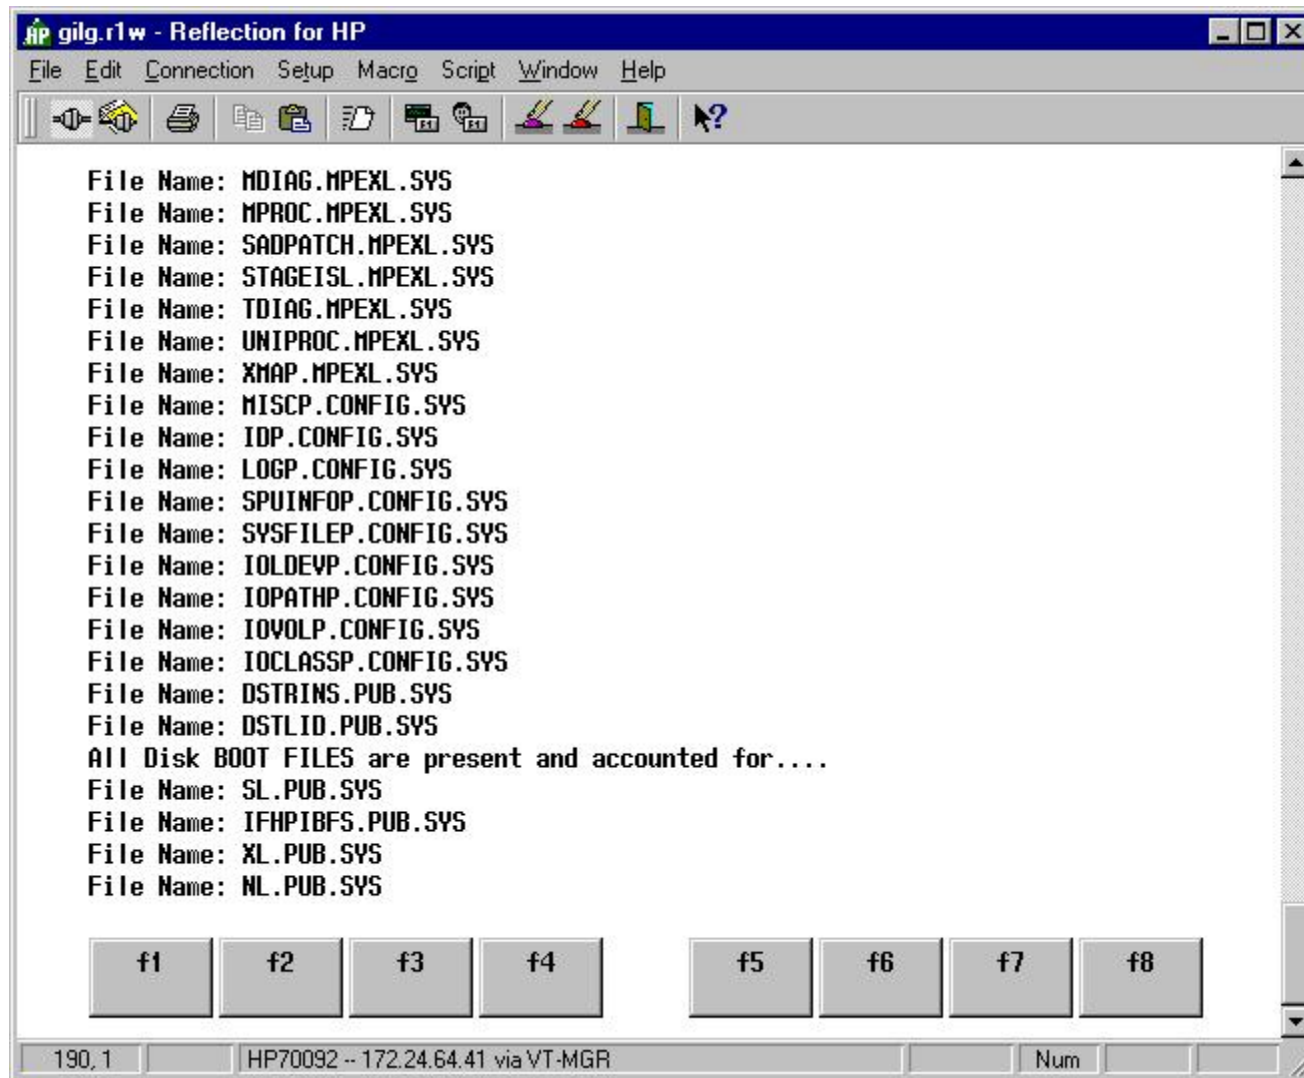 gilg.r1w - Reflection for HP
File Edit Connection Setup Macro Script Window Help
File Name: MDIAG.MPEXL.SYS
File Name: MPROC.MPEXL.SYS
File Name: SADPATCH.MPEXL.SYS
File Name: STAGEISL.MPEXL.SYS
File Name: TDIAG.MPEXL.SYS
File Name: UNIPROC.MPEXL.SYS
File Name: XMAP.MPEXL.SYS
File Name: MISCP.CONFIG.SYS
File Name: IDP.CONFIG.SYS
File Name: LOGP.CONFIG.SYS
File Name: SPUINFOP.CONFIG.SYS
File Name: SYSFILEP.CONFIG.SYS
File Name: IOLDEVP.CONFIG.SYS
File Name: IOPATHP.CONFIG.SYS
File Name: IOVOLP.CONFIG.SYS
File Name: IOCLASSP.CONFIG.SYS
File Name: DSTRINS.PUB.SYS
File Name: DSTLID.PUB.SYS
All Disk BOOT FILES are present and accounted for....
File Name: SL.PUB.SYS
File Name: IFHPIBFS.PUB.SYS
File Name: XL.PUB.SYS
File Name: NL.PUB.SYS
f1 f2 f3 f4 f5 f6 f7 f8
190, 1 HP70092 -- 172.24.64.41 via VT-MGR Num